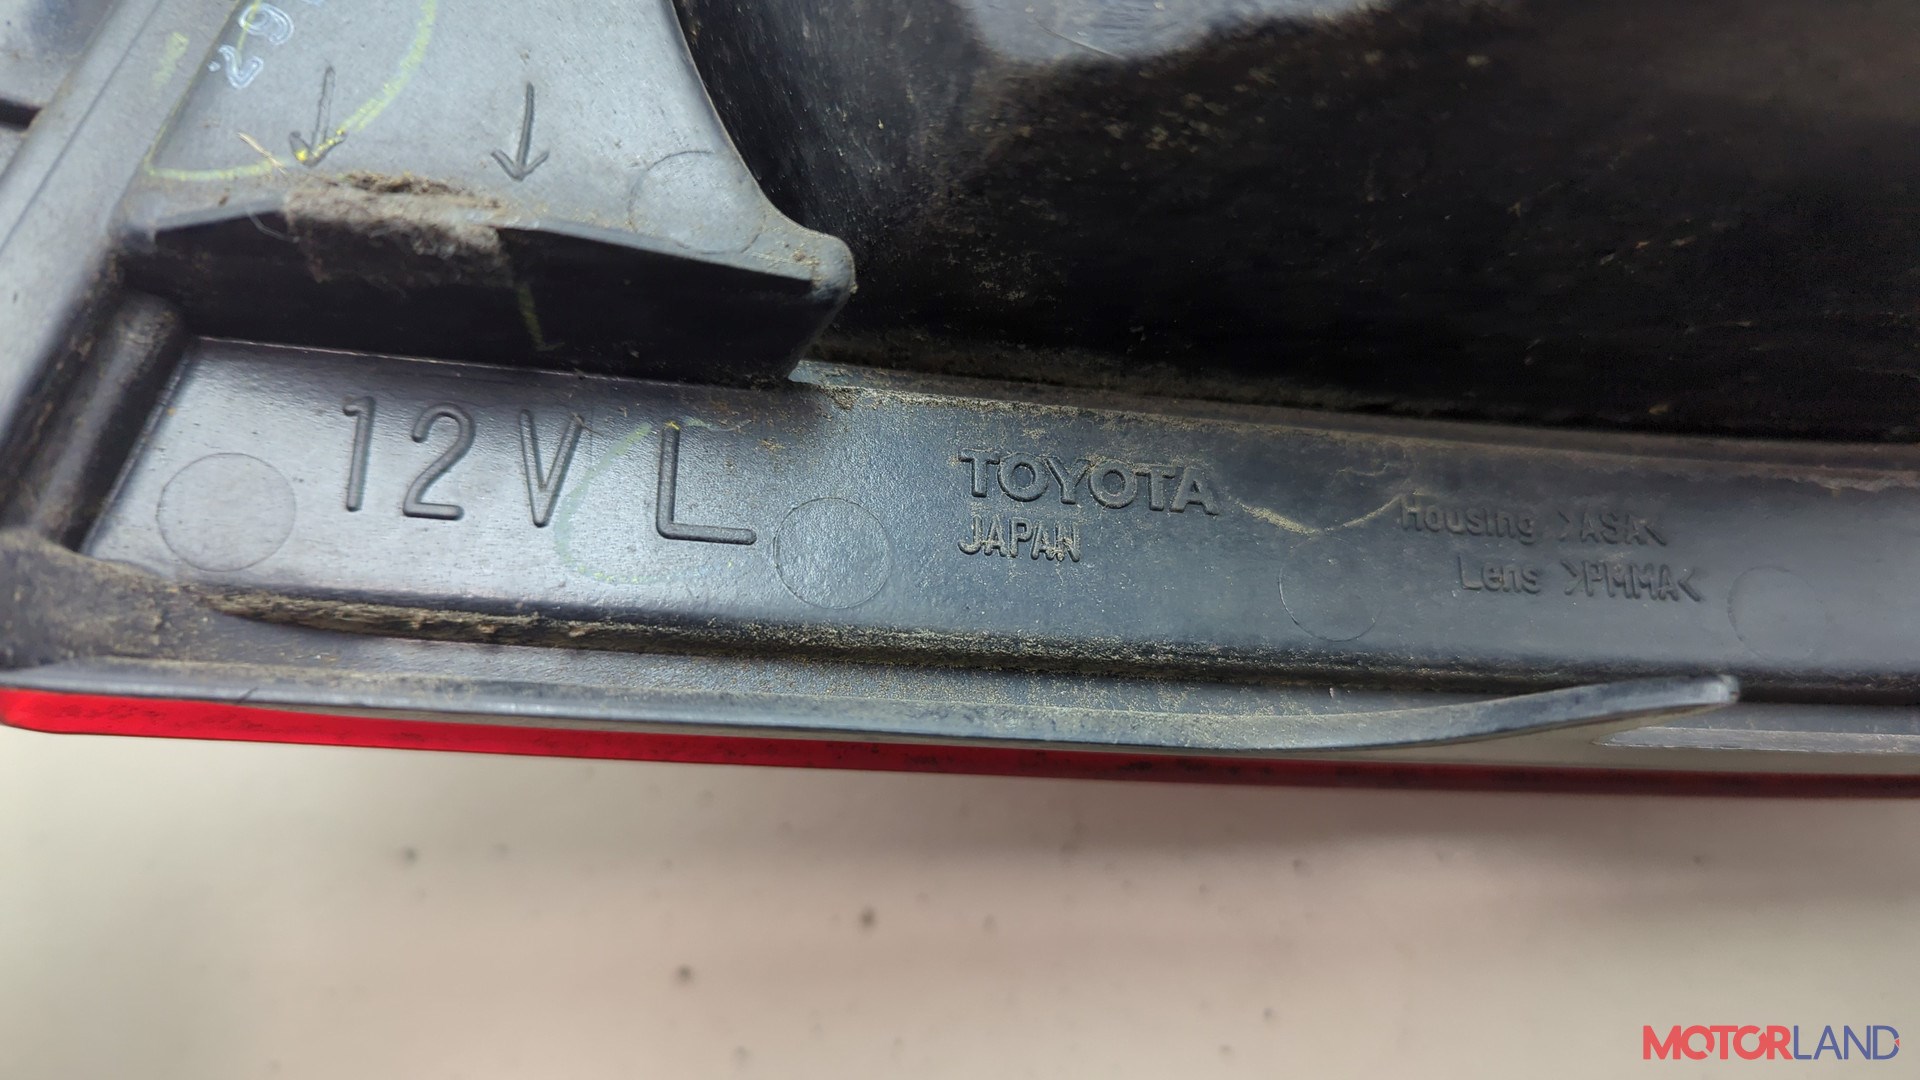 12V L
TOYOTA
JAPAN
Housing >ASA<
Lens >PMMA<
MOTORLAND